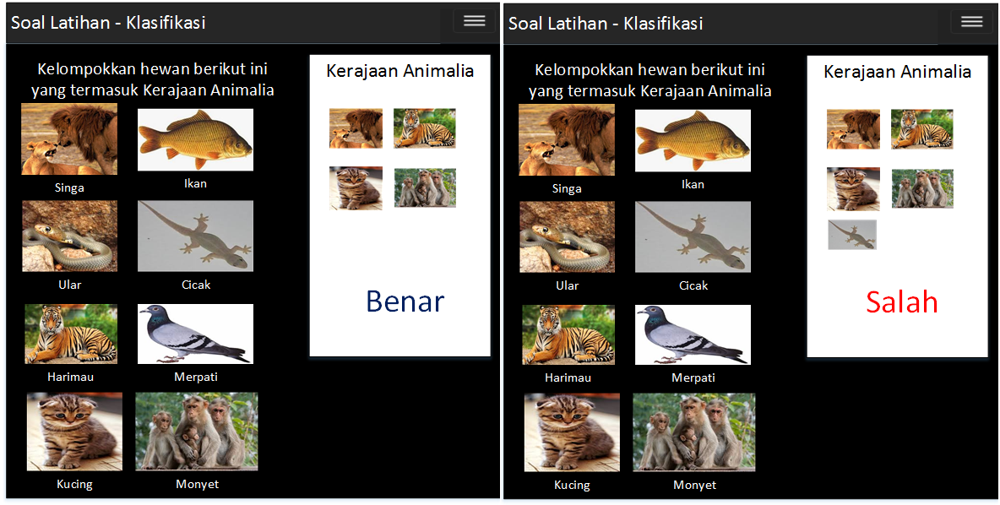 Soal Latihan - Klasifikasi
Kelompokkan hewan berikut ini
yang termasuk Kerajaan Animalia
Singa
Ikan
Ular
Cicak
Harimau
Merpati
Kucing
Monyet
Kerajaan Animalia
Benar
Soal Latihan - Klasifikasi
Kelompokkan hewan berikut ini
yang termasuk Kerajaan Animalia
Singa
Ikan
Ular
Cicak
Harimau
Merpati
Kucing
Monyet
Kerajaan Animalia
Salah